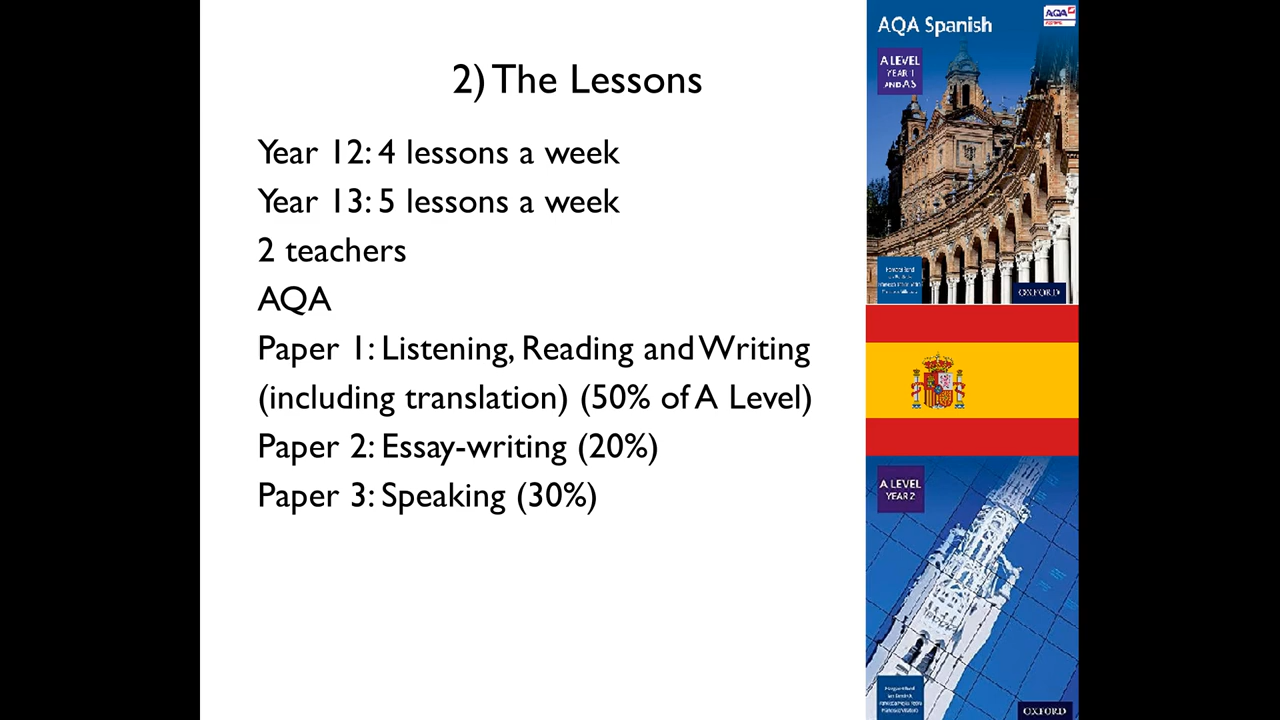 2) The Lessons
Year 12: 4 lessons a week
Year 13: 5 lessons a week
2 teachers
AQA
Paper 1: Listening, Reading and Writing
(including translation) (50% of A Level)
Paper 2: Essay-writing (20%)
Paper 3: Speaking (30%)
AQA
AQA Spanish
A LEVEL
YEAR 1
AND AS
OXFORD
A LEVEL
YEAR 2
OXFORD